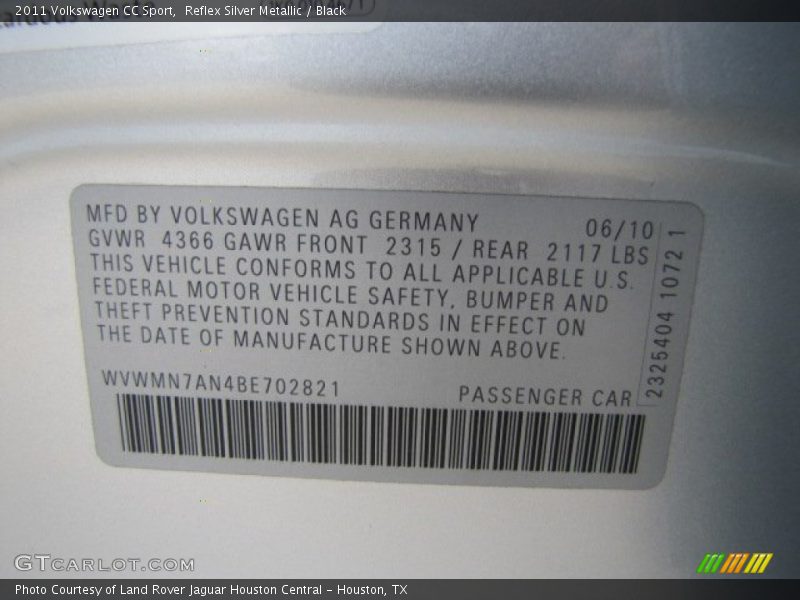 2011 Volkswagen CC Sport, Reflex Silver Metallic / Black
MFD BY VOLKSWAGEN AG GERMANY 06/10
GVWR 4366 GAWR FRONT 2315 / REAR 2117 LBS
THIS VEHICLE CONFORMS TO ALL APPLICABLE U.S.
FEDERAL MOTOR VEHICLE SAFETY, BUMPER AND
THEFT PREVENTION STANDARDS IN EFFECT ON
THE DATE OF MANUFACTURE SHOWN ABOVE.
WVWMN7AN4BE702821 PASSENGER CAR
2325404 1072 1
GTCARLOT.COM
Photo Courtesy of Land Rover Jaguar Houston Central - Houston, TX